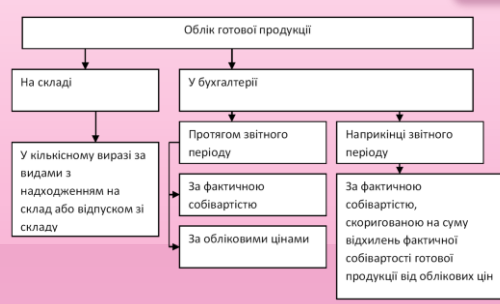 Облік готової продукції
На складі
У бухгалтерії
Протягом звітного
періоду
Наприкінці звітного
періоду
У кількісному виразі за
видами з
надходженням на
склад або відпуском зі
складу
За фактичною
собівартістю
За обліковими цінами
За фактичною
собівартістю,
скоригованою на суму
відхилень фактичної
собівартості готової
продукції від облікових цін